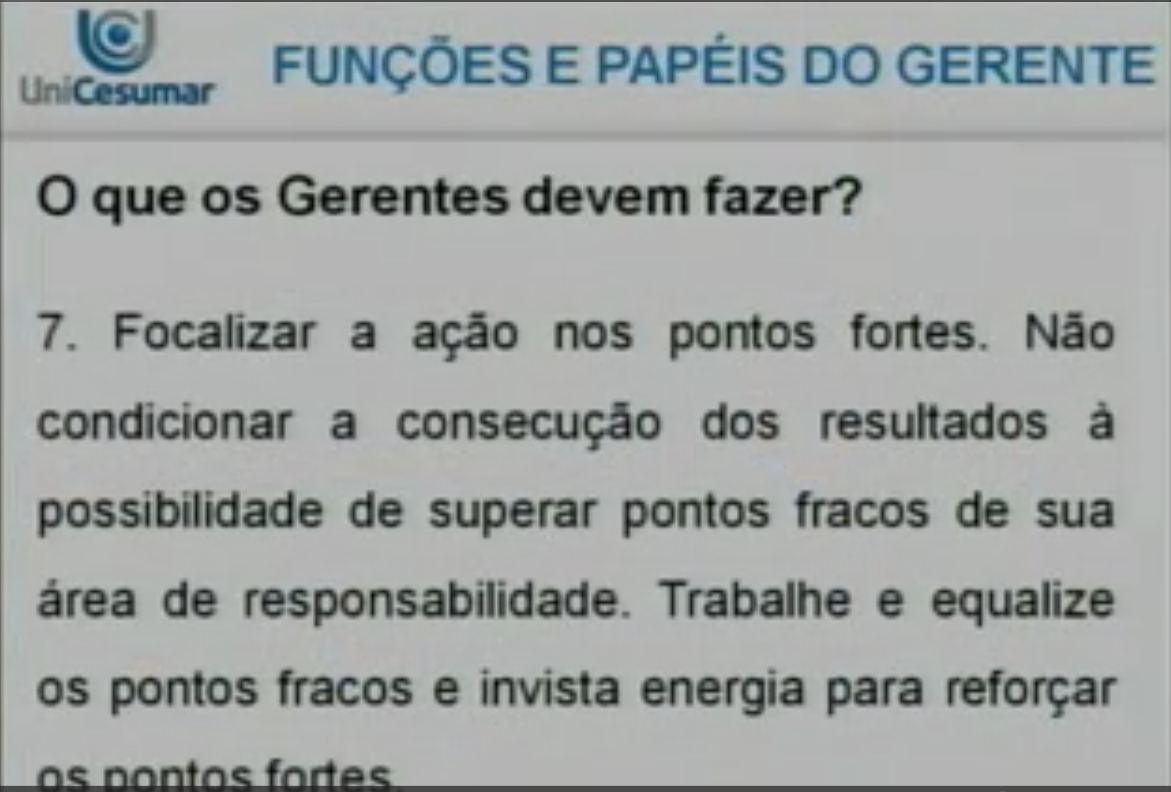 UniCesumar
FUNÇÕES E PAPÉIS DO GERENTE
O que os Gerentes devem fazer?
7. Focalizar a ação nos pontos fortes. Não
condicionar a consecução dos resultados à
possibilidade de superar pontos fracos de sua
área de responsabilidade. Trabalhe e equalize
os pontos fracos e invista energia para reforçar
os pontos fortes.